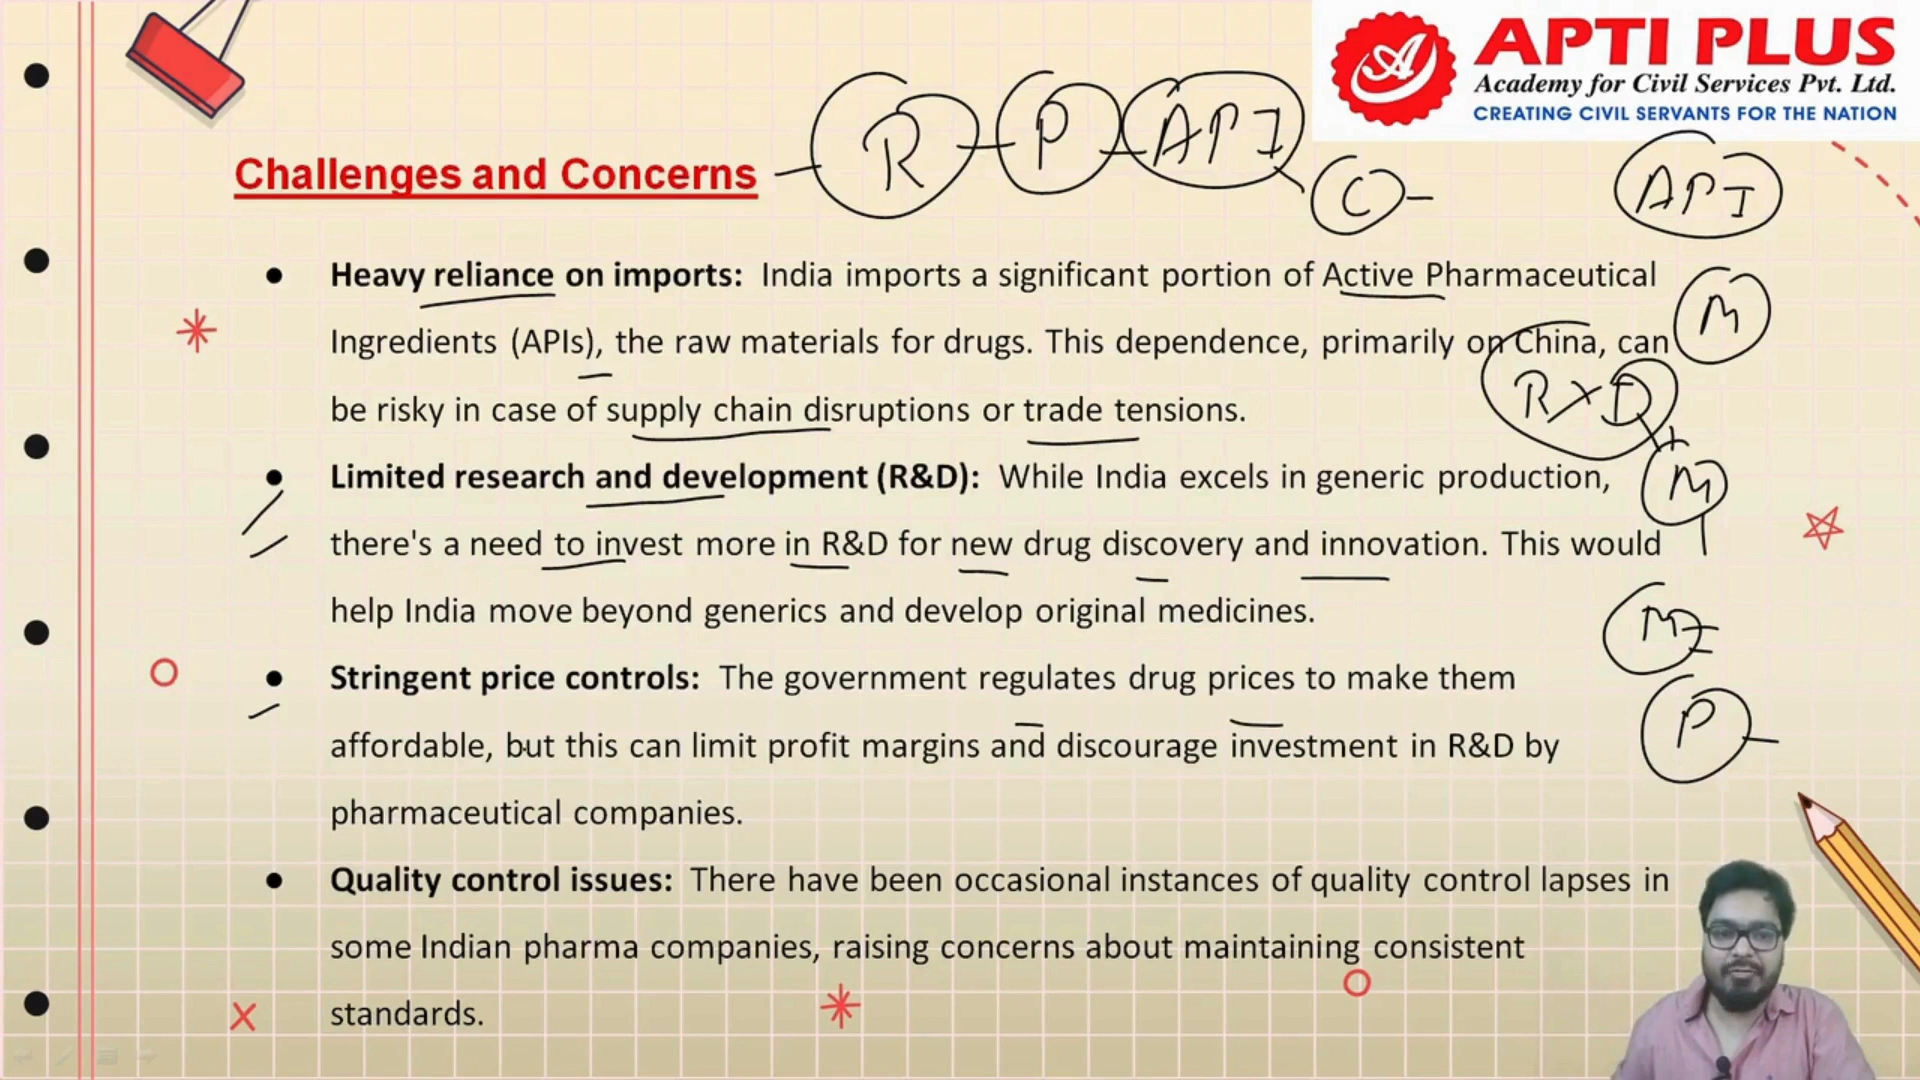 APTI PLUS
Academy for Civil Services Pvt. Ltd.
CREATING CIVIL SERVANTS FOR THE NATION
R P API C
API
Challenges and Concerns
● Heavy reliance on imports: India imports a significant portion of Active Pharmaceutical
M
Ingredients (APIs), the raw materials for drugs. This dependence, primarily on China, can
R D
be risky in case of supply chain disruptions or trade tensions.
● Limited research and development (R&D): While India excels in generic production,
M
there's a need to invest more in R&D for new drug discovery and innovation. This would
help India move beyond generics and develop original medicines.
M
● Stringent price controls: The government regulates drug prices to make them
P
affordable, but this can limit profit margins and discourage investment in R&D by
pharmaceutical companies.
● Quality control issues: There have been occasional instances of quality control lapses in
some Indian pharma companies, raising concerns about maintaining consistent
standards.